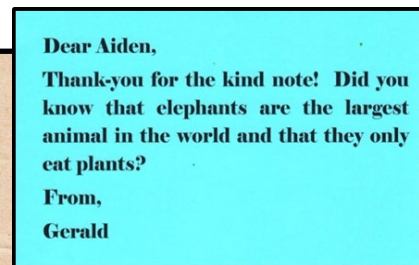 Dear Aiden,
Thank-you for the kind note! Did you
know that elephants are the largest
animal in the world and that they only
eat plants?
From,
Gerald